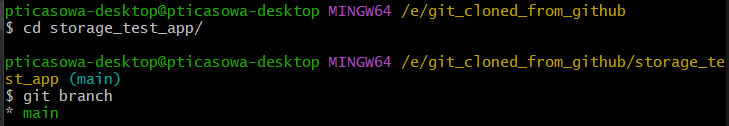 pticasowa-desktop@pticasowa-desktop MINGW64 /e/git_cloned_from_github
$ cd storage_test_app/
pticasowa-desktop@pticasowa-desktop MINGW64 /e/git_cloned_from_github/storage_te
st_app (main)
$ git branch
* main